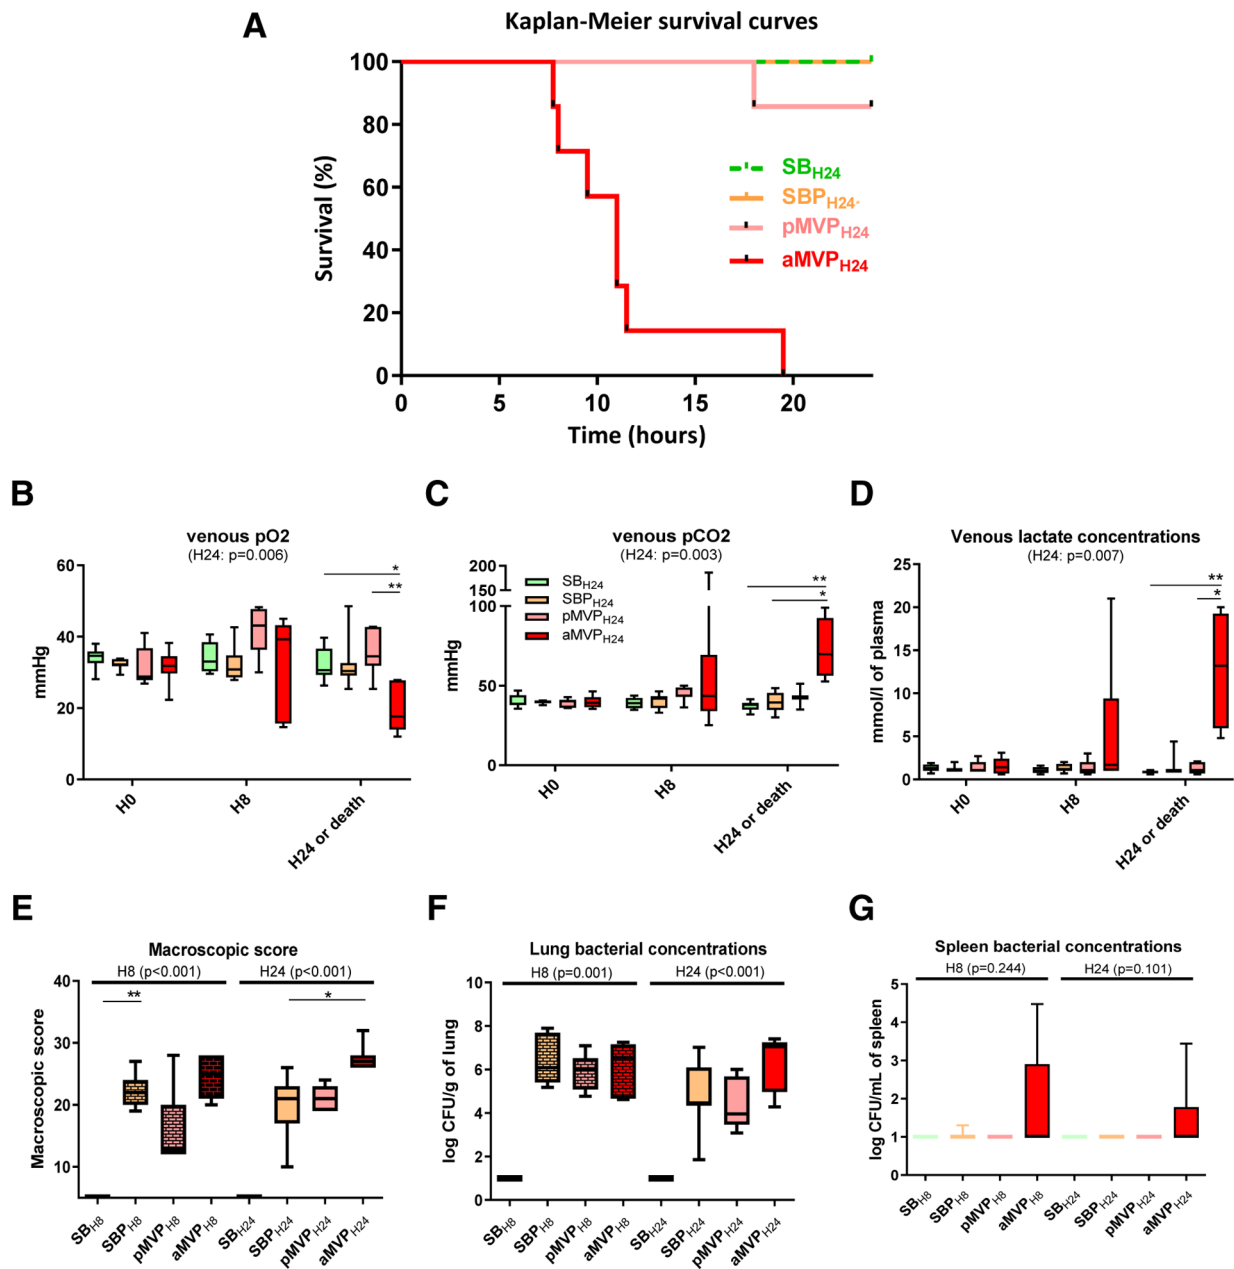 A
Kaplan-Meier survival curves
Survival (%)
100
80
60
40
20
0
0 5 10 15 20
Time (hours)
SBH24
SBPH24.
pMVPH24
aMVPH24
B
venous pO2
(H24: p=0.006)
mmHg
60
40
20
0
*
**
H0
H8
H24 or death
C
venous pCO2
(H24: p=0.003)
mmHg
200
150
100
50
0
SBH24
SBPH24
pMVPH24
aMVPH24
**
*
H0
H8
H24 or death
D
Venous lactate concentrations
(H24: p=0.007)
mmol/l of plasma
25
20
15
10
5
0
**
*
H0
H8
H24 or death
E
Macroscopic score
H8 (p<0.001) H24 (p<0.001)
Macroscopic score
40
30
20
10
**
*
SBH8
SBPH8
pMVPH8
aMVPH8
SBH24
SBPH24
pMVPH24
aMVPH24
F
Lung bacterial concentrations
H8 (p=0.001) H24 (p<0.001)
log CFU/g of lung
10
8
6
4
2
0
SBH8
SBPH8
pMVPH8
aMVPH8
SBH24
SBPH24
pMVPH24
aMVPH24
G
Spleen bacterial concentrations
H8 (p=0.244) H24 (p=0.101)
log CFU/mL of spleen
5
4
3
2
1
0
SBH8
SBPH8
pMVPH8
aMVPH8
SBH24
SBPH24
pMVPH24
aMVPH24